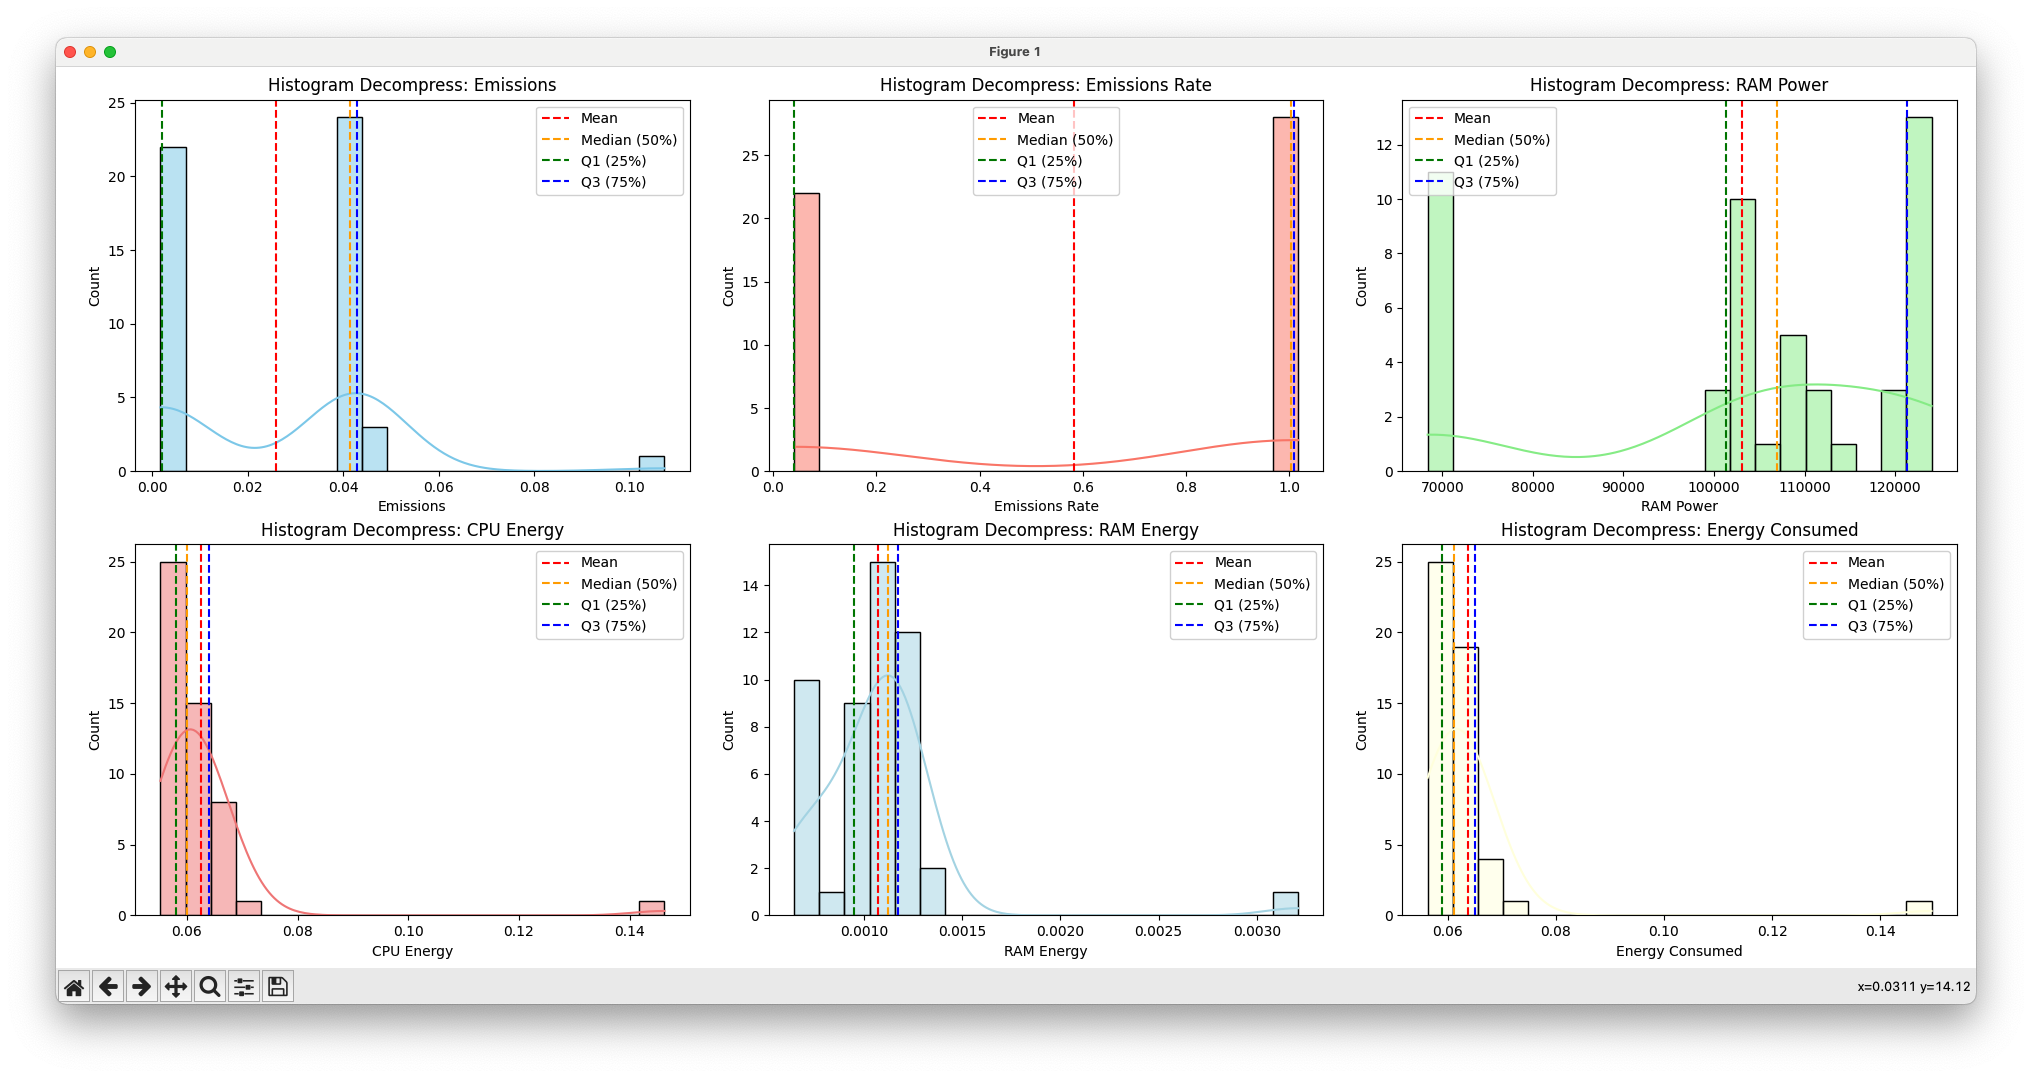 Figure 1
Histogram Decompress: Emissions
25
20
15
10
5
0
Count
0.00 0.02 0.04 0.06 0.08 0.10
Emissions
Mean
Median (50%)
Q1 (25%)
Q3 (75%)
Histogram Decompress: Emissions Rate
25
20
15
10
5
0
Count
0.0 0.2 0.4 0.6 0.8 1.0
Emissions Rate
Mean
Median (50%)
Q1 (25%)
Q3 (75%)
Histogram Decompress: RAM Power
12
10
8
6
4
2
0
Count
70000 80000 90000 100000 110000 120000
RAM Power
Mean
Median (50%)
Q1 (25%)
Q3 (75%)
Histogram Decompress: CPU Energy
25
20
15
10
5
0
Count
0.06 0.08 0.10 0.12 0.14
CPU Energy
Mean
Median (50%)
Q1 (25%)
Q3 (75%)
Histogram Decompress: RAM Energy
14
12
10
8
6
4
2
0
Count
0.0010 0.0015 0.0020 0.0025 0.0030
RAM Energy
Mean
Median (50%)
Q1 (25%)
Q3 (75%)
Histogram Decompress: Energy Consumed
25
20
15
10
5
0
Count
0.06 0.08 0.10 0.12 0.14
Energy Consumed
Mean
Median (50%)
Q1 (25%)
Q3 (75%)
x=0.0311 y=14.12